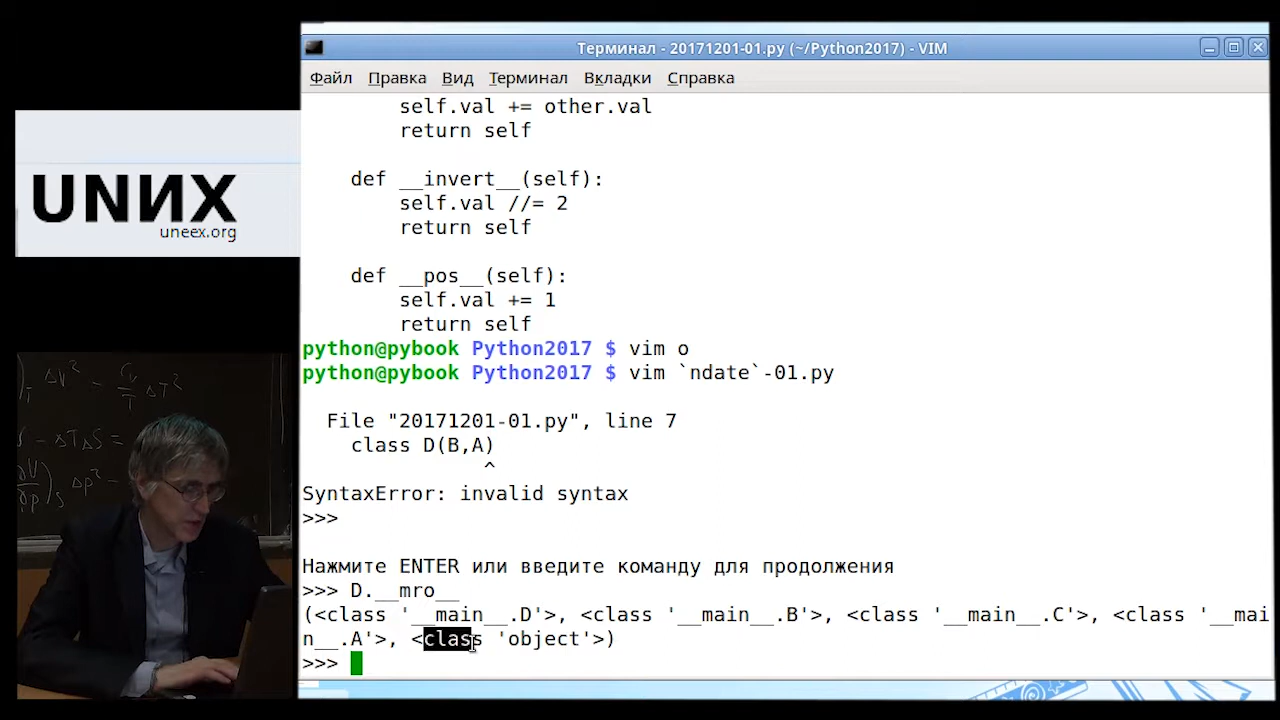 Терминал - 20171201-01.py (~/Python2017) - VIM
Файл Правка Вид Терминал Вкладки Справка
self.val += other.val
return self
def __invert__(self):
self.val //= 2
return self
def __pos__(self):
self.val += 1
return self
python@pybook Python2017 $ vim o
python@pybook Python2017 $ vim `ndate`-01.py
File "20171201-01.py", line 7
class D(B,A)
^
SyntaxError: invalid syntax
>>>
Нажмите ENTER или введите команду для продолжения
>>> D.__mro__
(<class '__main__.D'>, <class '__main__.B'>, <class '__main__.C'>, <class '__mai
n__.A'>, <class 'object'>)
>>>
UNИX
uneex.org